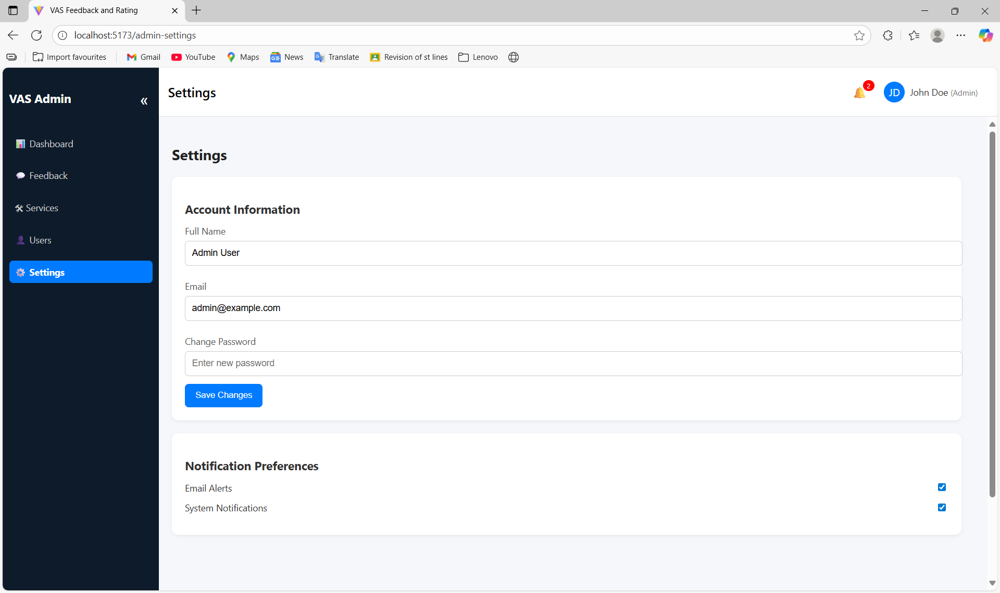 VAS Feedback and Rating
localhost:5173/admin-settings
Import favourites
Gmail
YouTube
Maps
News
Translate
Revision of st lines
Lenovo
VAS Admin
«
Dashboard
Feedback
Services
Users
Settings
Settings
2
JD
John Doe (Admin)
Settings
Account Information
Full Name
Admin User
Email
admin@example.com
Change Password
Enter new password
Save Changes
Notification Preferences
Email Alerts
System Notifications